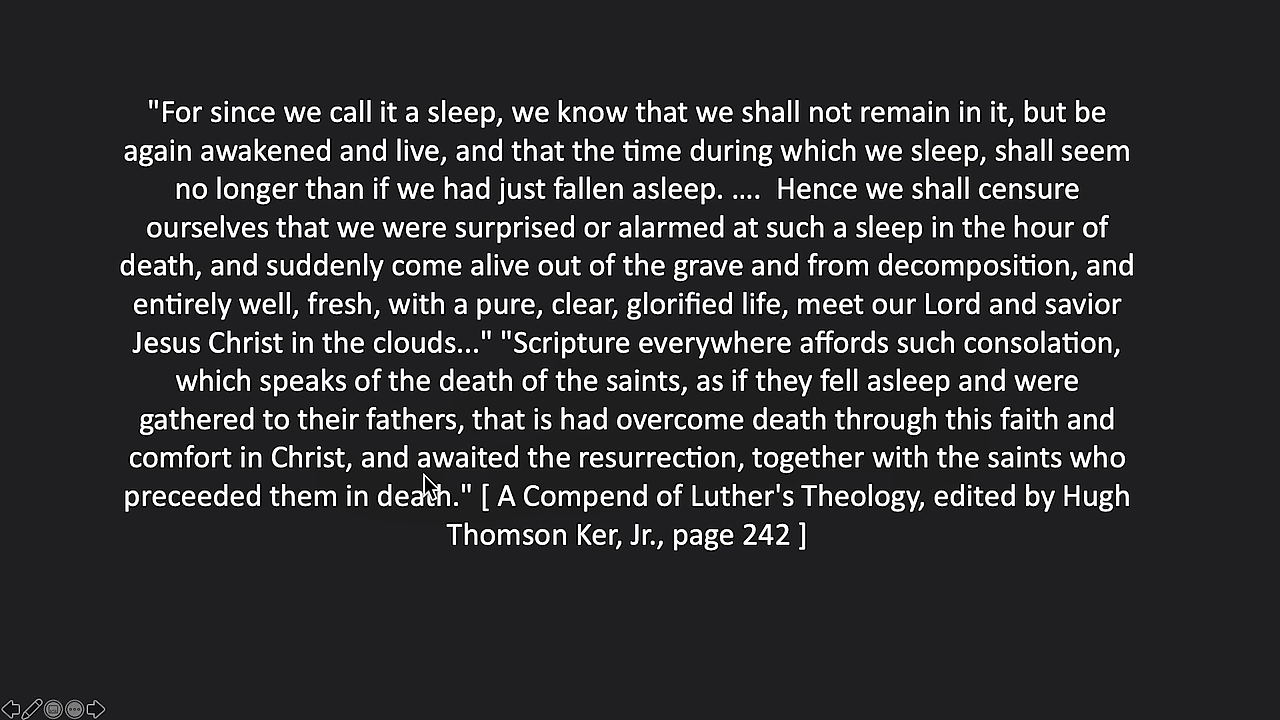 "For since we call it a sleep, we know that we shall not remain in it, but be
again awakened and live, and that the time during which we sleep, shall seem
no longer than if we had just fallen asleep. ....  Hence we shall censure
ourselves that we were surprised or alarmed at such a sleep in the hour of
death, and suddenly come alive out of the grave and from decomposition, and
entirely well, fresh, with a pure, clear, glorified life, meet our Lord and savior
Jesus Christ in the clouds..." "Scripture everywhere affords such consolation,
which speaks of the death of the saints, as if they fell asleep and were
gathered to their fathers, that is had overcome death through this faith and
comfort in Christ, and awaited the resurrection, together with the saints who
preceeded them in death." [ A Compend of Luther's Theology, edited by Hugh
Thomson Ker, Jr., page 242 ]